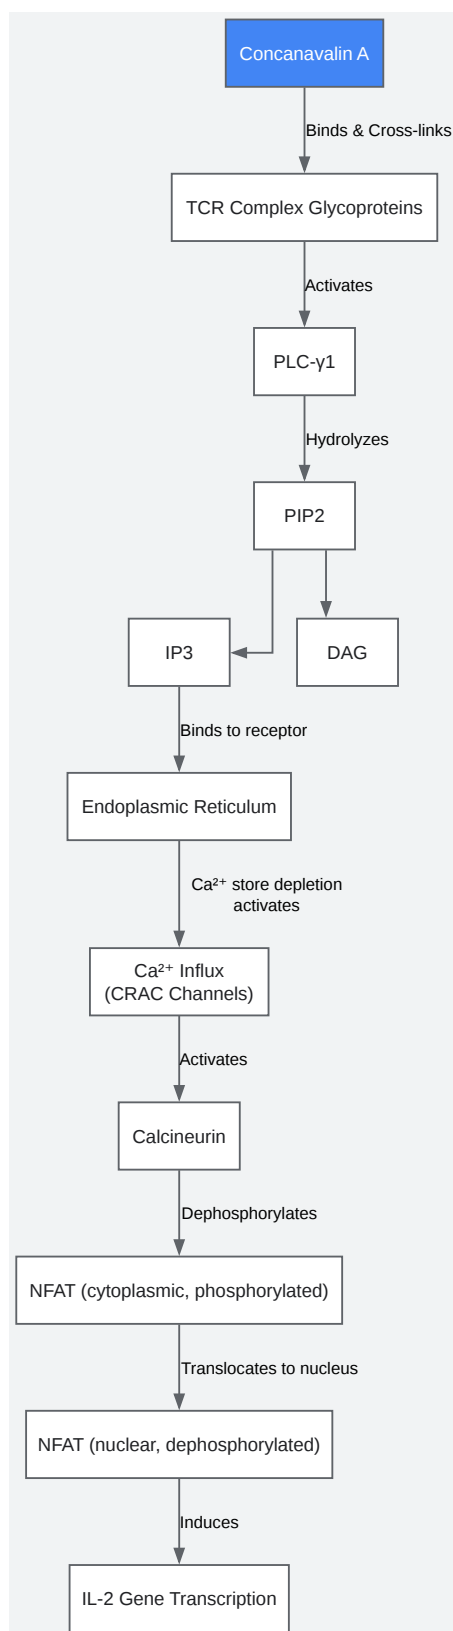 Concanavalin A
Binds & Cross-links
TCR Complex Glycoproteins
Activates
PLC-γ1
Hydrolyzes
PIP2
IP3
DAG
Binds to receptor
Endoplasmic Reticulum
Ca²⁺ store depletion
activates
Ca²⁺ Influx
(CRAC Channels)
Activates
Calcineurin
Dephosphorylates
NFAT (cytoplasmic, phosphorylated)
Translocates to nucleus
NFAT (nuclear, dephosphorylated)
Induces
IL-2 Gene Transcription